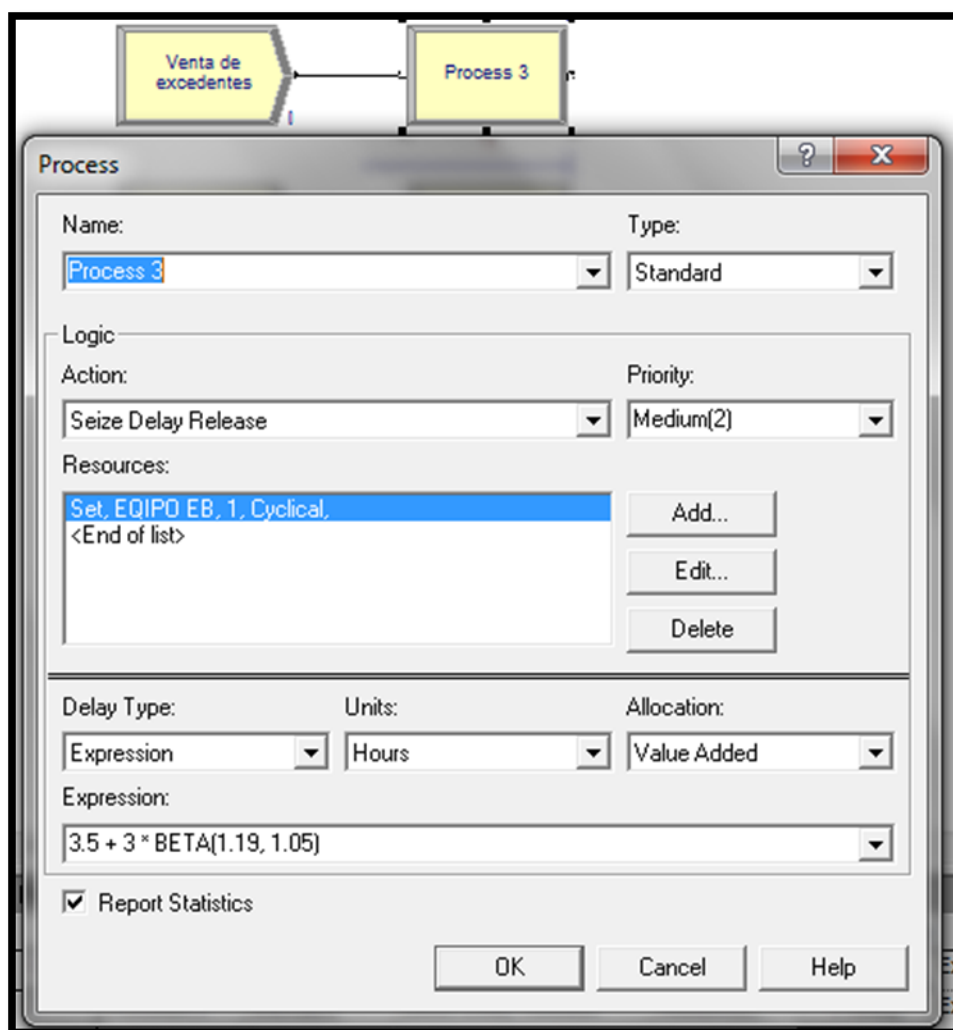 Venta de
excedentes
Process 3
Process
?
X
Name:
Type:
Process 3
Standard
Logic
Action:
Priority:
Seize Delay Release
Medium(2)
Resources:
Set, EQIPO EB, 1, Cyclical,
<End of list>
Add...
Edit...
Delete
Delay Type:
Units:
Allocation:
Expression
Hours
Value Added
Expression:
3.5 + 3 * BETA(1.19, 1.05)
Report Statistics
OK
Cancel
Help